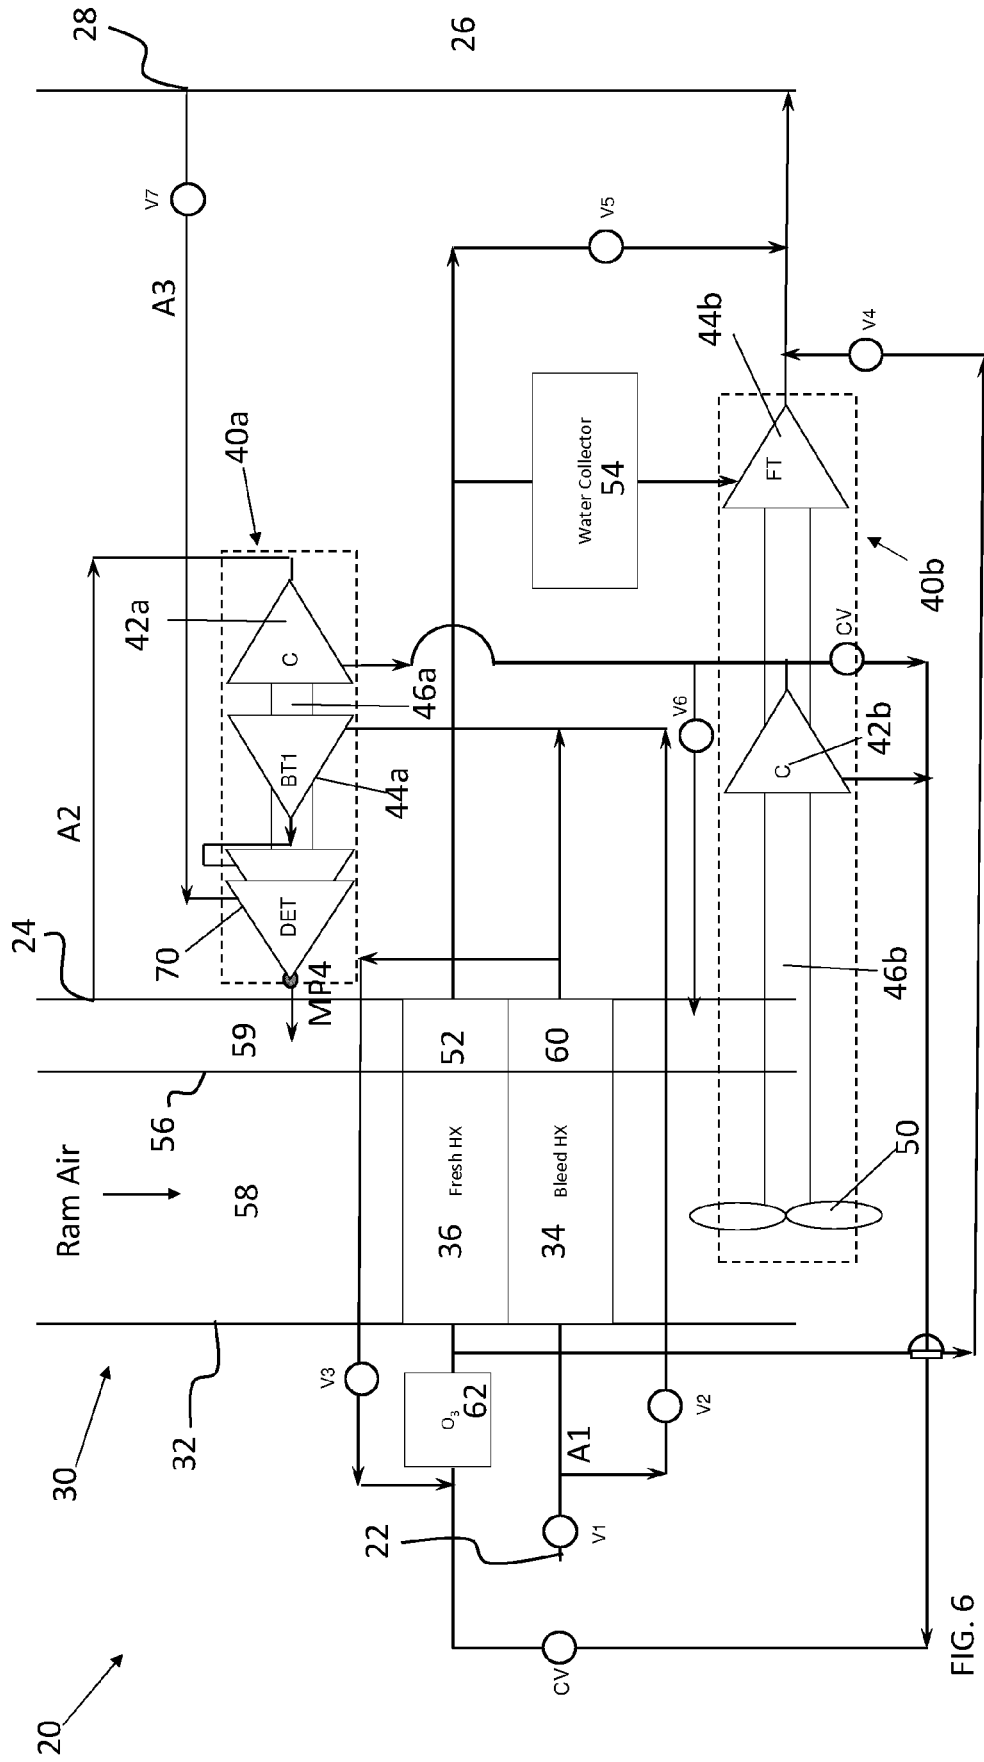 24
28
20
30
Ram Air
A2
42a
V7
56
70
A3
32
58
59
40a
DET
BT1
C
MP4
V3
22
44a
46a
O₃
62
36
Fresh HX
52
26
CV
V1
A1
34
Bleed HX
60
Water Collector
54
V5
V2
V6
44b
C
FT
CV
42b
V4
46b
50
40b
FIG. 6